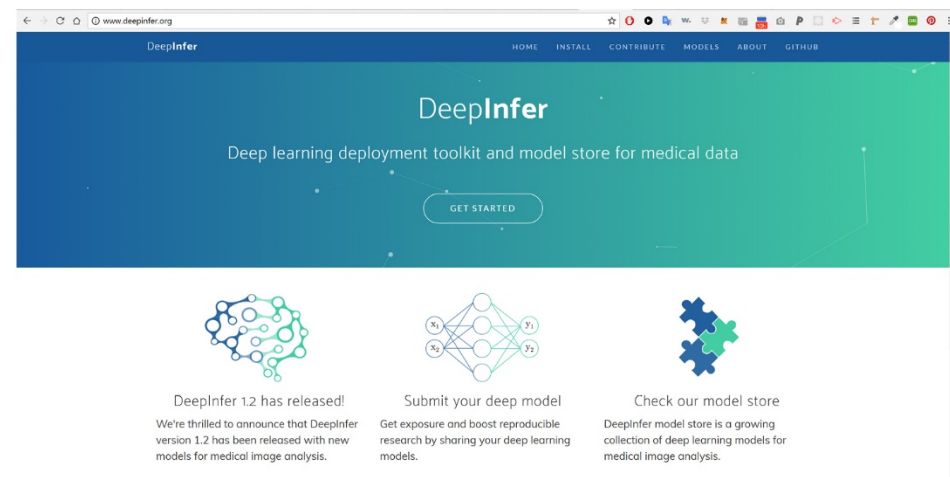 www.deepinfer.org
DeepInfer
HOME INSTALL CONTRIBUTE MODELS ABOUT GITHUB
DeepInfer
Deep learning deployment toolkit and model store for medical data
GET STARTED
x₁
x₂
y₁
y₂
DeepInfer 1.2 has released!
We're thrilled to announce that DeepInfer
version 1.2 has been released with new
models for medical image analysis.
Submit your deep model
Get exposure and boost reproducible
research by sharing your deep learning
models.
Check our model store
DeepInfer model store is a growing
collection of deep learning models for
medical image analysis.